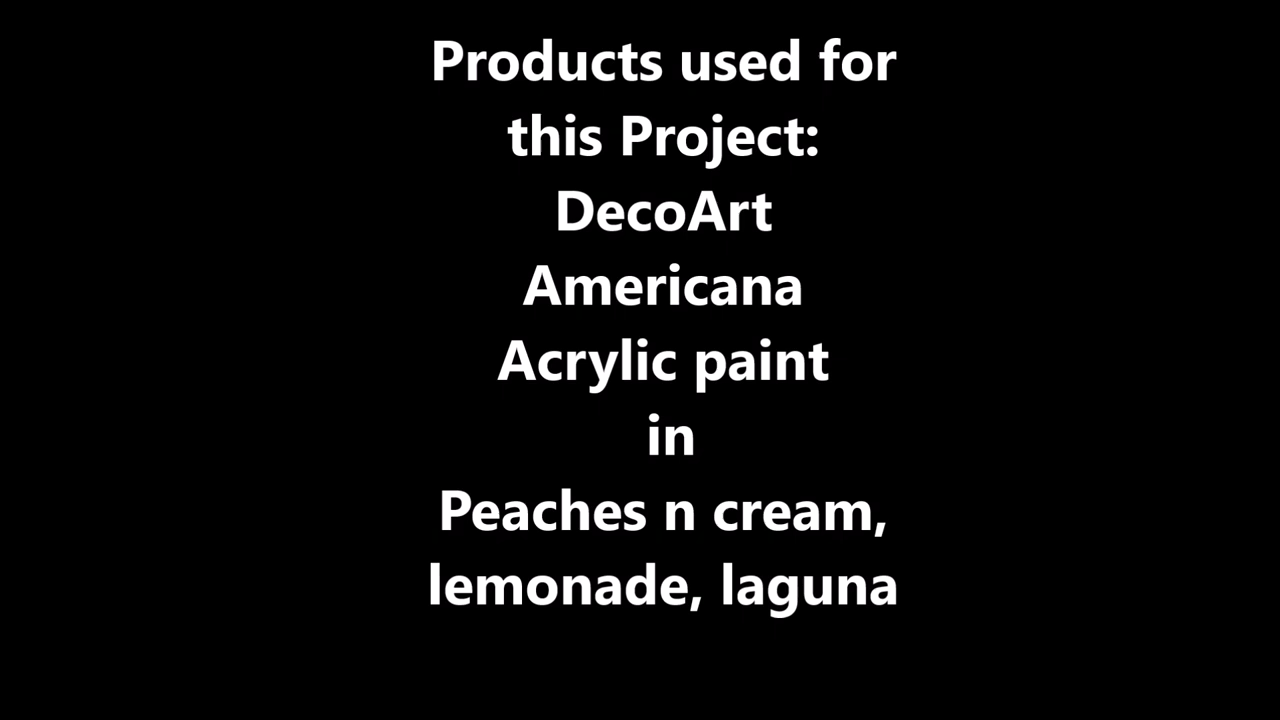 Products used for
this Project:
DecoArt
Americana
Acrylic paint
in
Peaches n cream,
lemonade, laguna